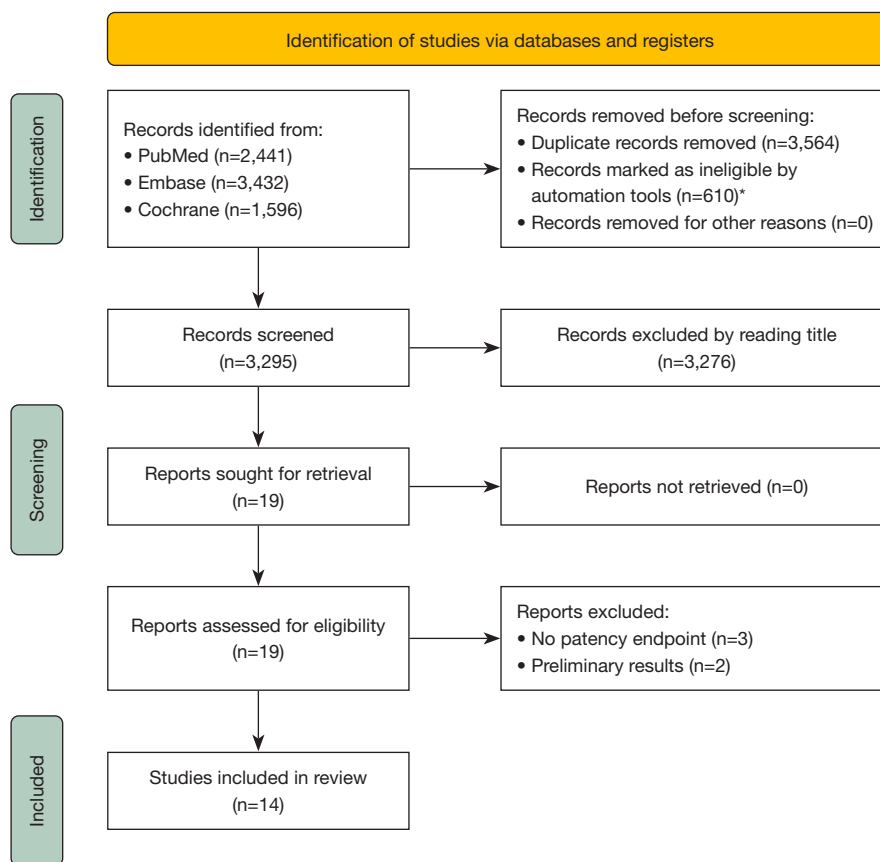 Identification of studies via databases and registers
Identification
Records identified from:
• PubMed (n=2,441)
• Embase (n=3,432)
• Cochrane (n=1,596)
Records removed before screening:
• Duplicate records removed (n=3,564)
• Records marked as ineligible by
automation tools (n=610)*
• Records removed for other reasons (n=0)
Records screened
(n=3,295)
Records excluded by reading title
(n=3,276)
Screening
Reports sought for retrieval
(n=19)
Reports not retrieved (n=0)
Reports assessed for eligibility
(n=19)
Reports excluded:
• No patency endpoint (n=3)
• Preliminary results (n=2)
Included
Studies included in review
(n=14)